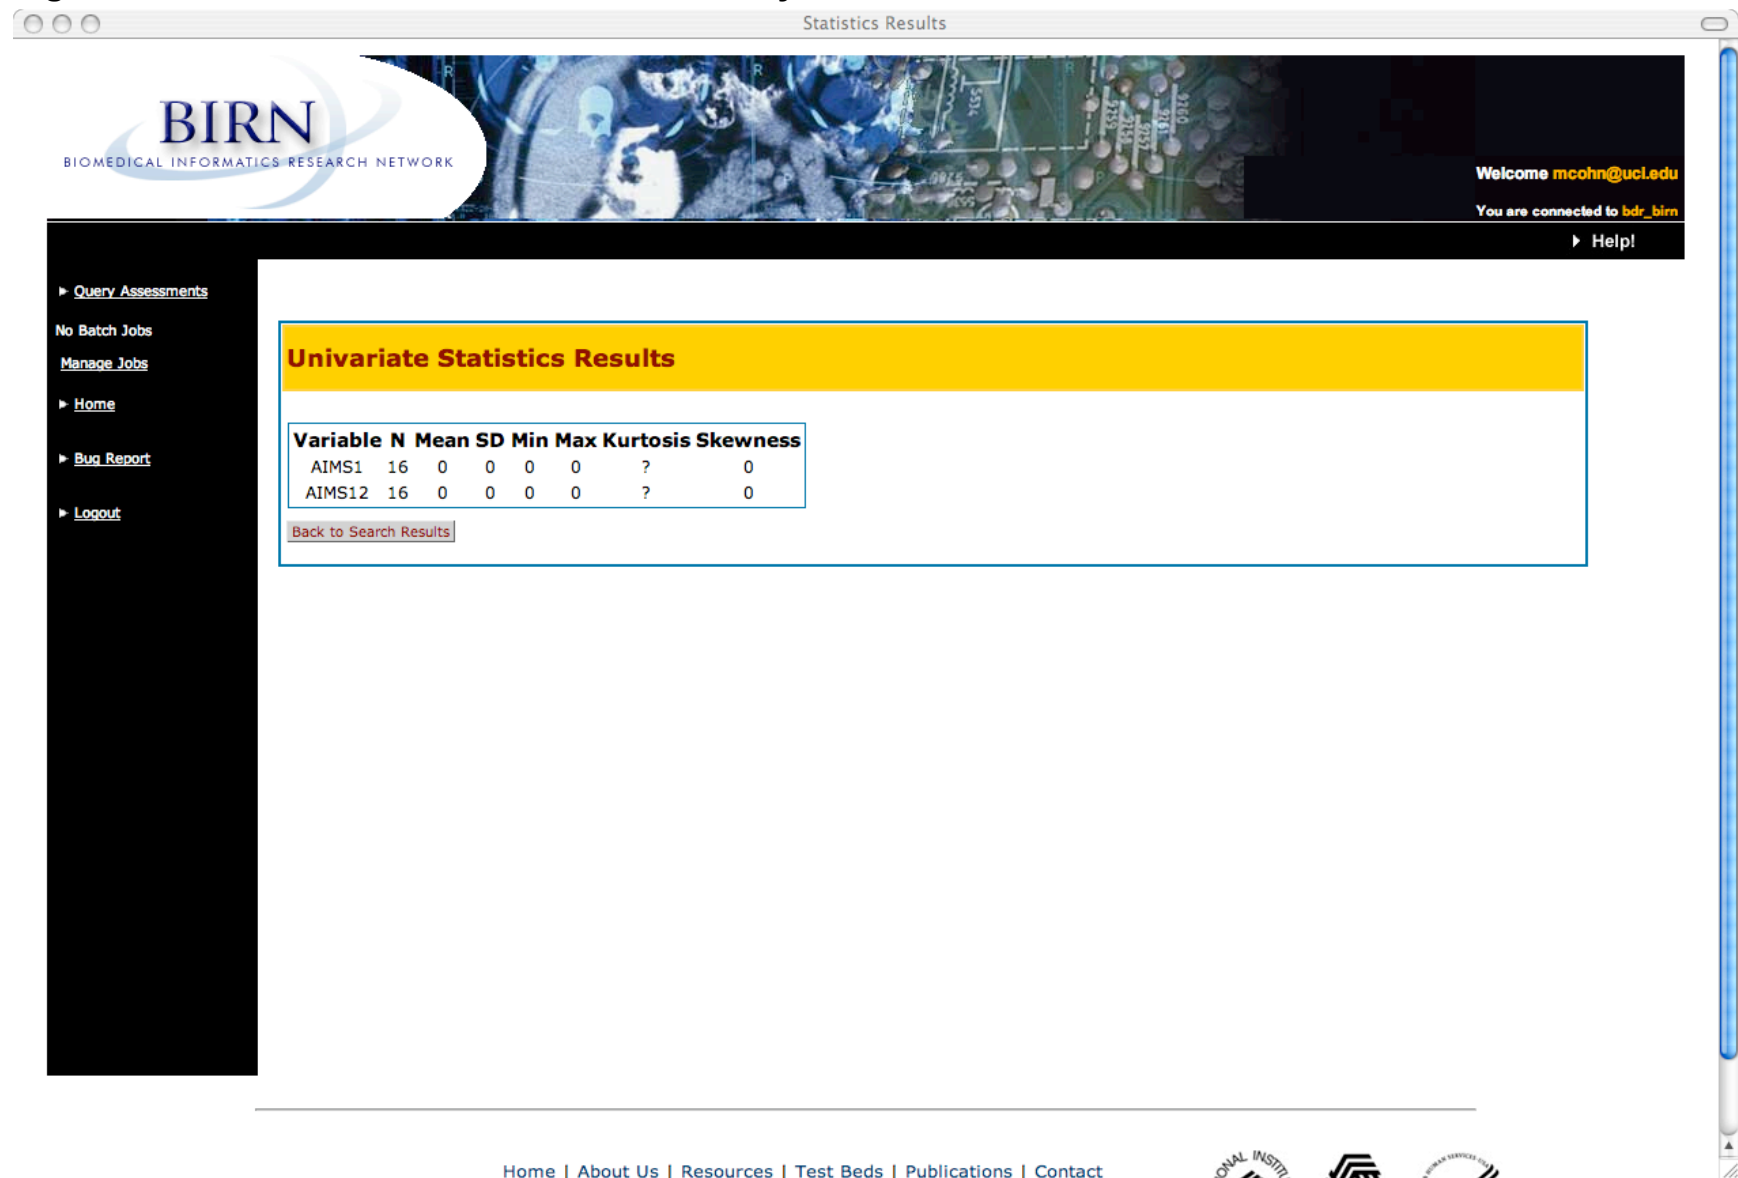 Statistics Results
BIRN
BIOMEDICAL INFORMATICS RESEARCH NETWORK
Welcome mcohn@ucl.edu
You are connected to bdr_birn
Help!
Query Assessments
No Batch Jobs
Manage Jobs
Home
Bug Report
Logout
Univariate Statistics Results
Variable N Mean SD Min Max Kurtosis Skewness
AIMS1 16 0 0 0 0 ? 0
AIMS12 16 0 0 0 0 ? 0
Back to Search Results
Home | About Us | Resources | Test Beds | Publications | Contact